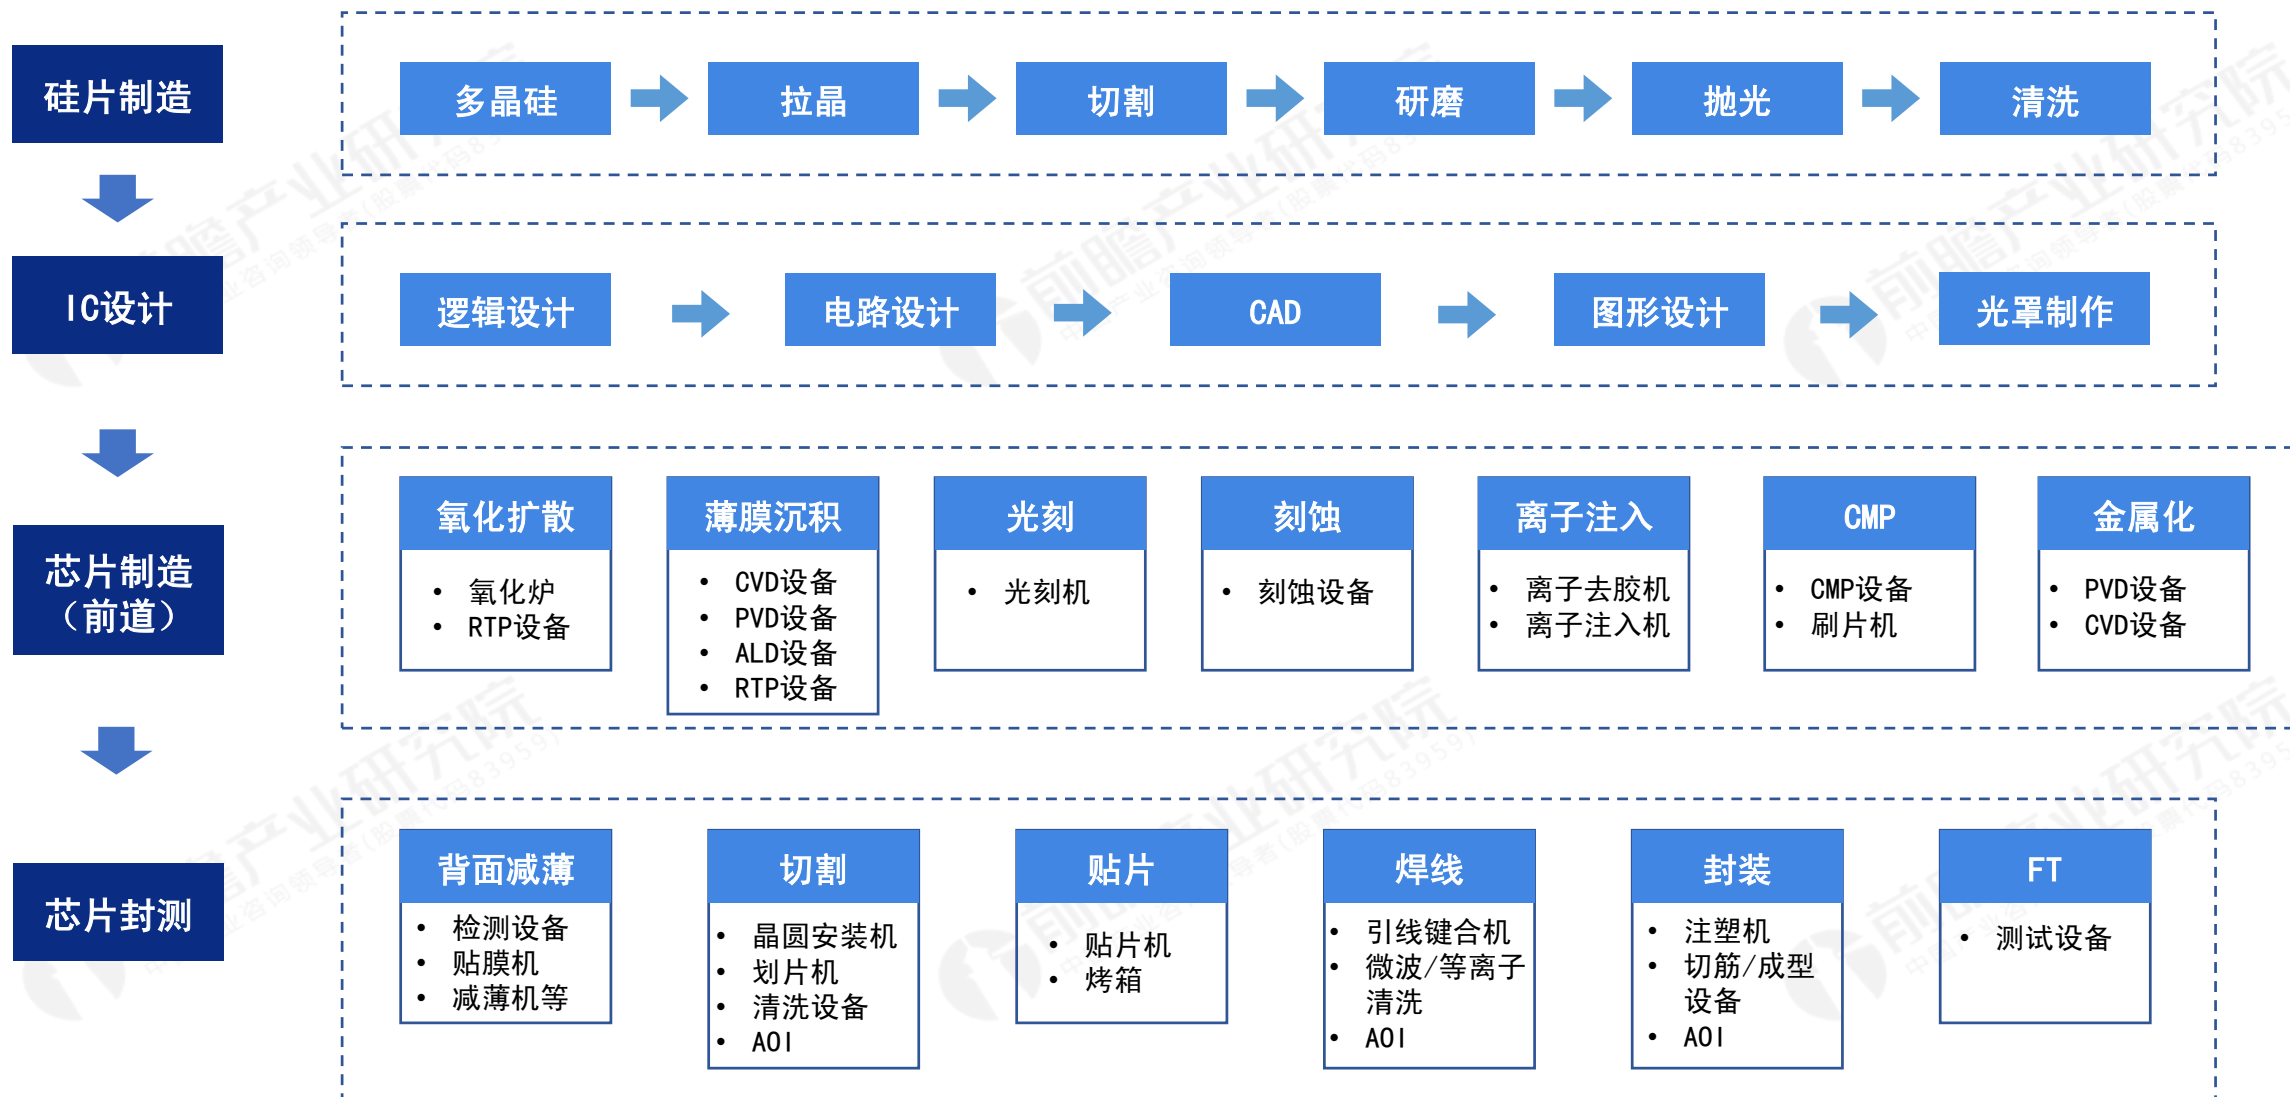 硅片制造
多晶硅
拉晶
切割
研磨
抛光
清洗
IC设计
逻辑设计
电路设计
CAD
图形设计
光罩制作
芯片制造
（前道）
氧化扩散
• 氧化炉
• RTP设备
薄膜沉积
• CVD设备
• PVD设备
• ALD设备
• RTP设备
光刻
• 光刻机
刻蚀
• 刻蚀设备
离子注入
• 离子去胶机
• 离子注入机
CMP
• CMP设备
• 刷片机
金属化
• PVD设备
• CVD设备
芯片封测
背面减薄
• 检测设备
• 贴膜机
• 减薄机等
切割
• 晶圆安装机
• 划片机
• 清洗设备
• AOI
贴片
• 贴片机
• 烤箱
焊线
• 引线键合机
• 微波/等离子
清洗
• AOI
封装
• 注塑机
• 切筋/成型
设备
• AOI
FT
• 测试设备